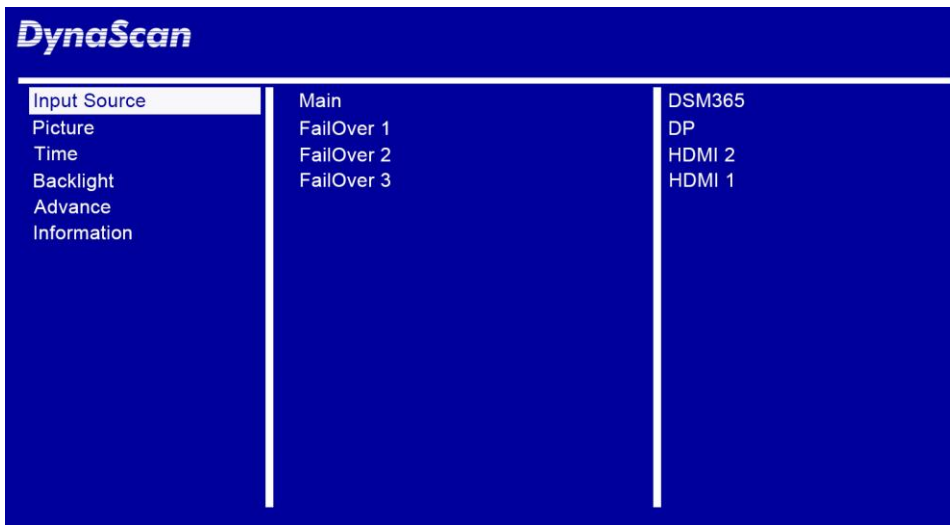 DynaScan
Input Source Main DSM365
Picture FailOver 1 DP
Time FailOver 2 HDMI 2
Backlight FailOver 3 HDMI 1
Advance
Information